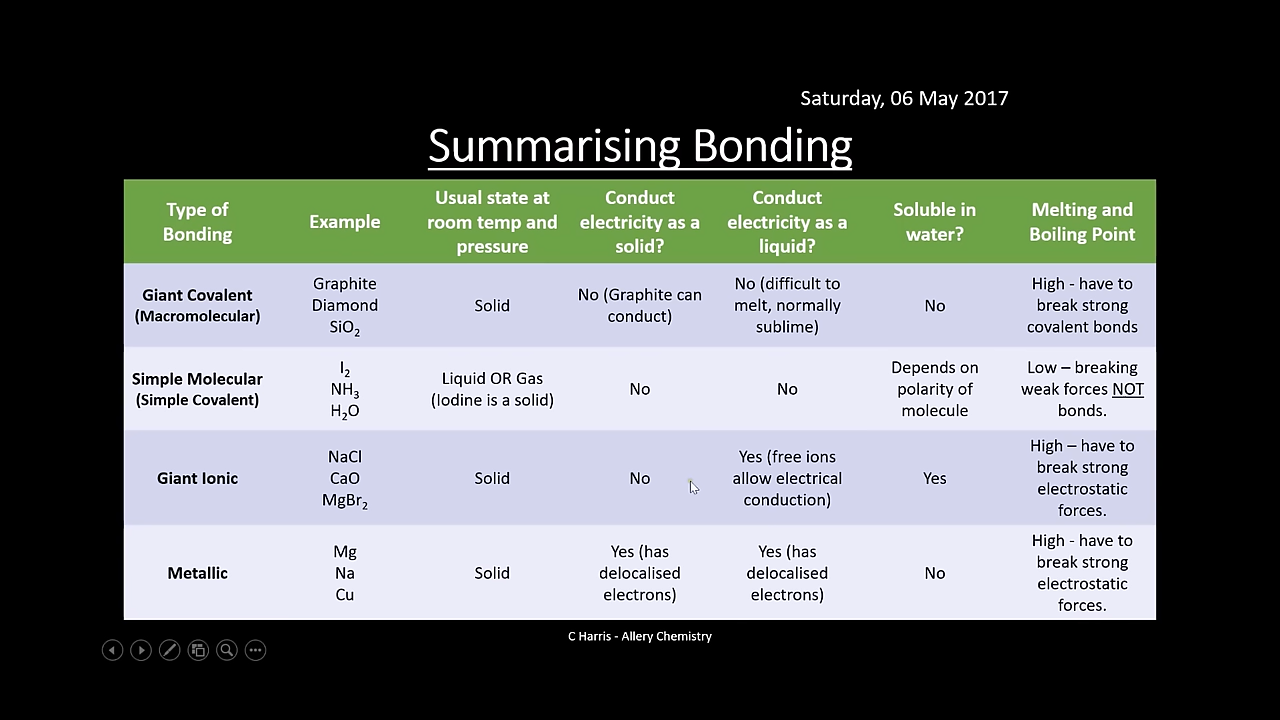 Saturday, 06 May 2017
Summarising Bonding
Type of
Bonding
Example
Usual state at
room temp and
pressure
Conduct
electricity as a
solid?
Conduct
electricity as a
liquid?
Soluble in
water?
Melting and
Boiling Point
Giant Covalent
(Macromolecular)
Graphite
Diamond
SiO₂
Solid
No (Graphite can
conduct)
No (difficult to
melt, normally
sublime)
No
High - have to
break strong
covalent bonds
Simple Molecular
(Simple Covalent)
I₂
NH₃
H₂O
Liquid OR Gas
(Iodine is a solid)
No
No
Depends on
polarity of
molecule
Low – breaking
weak forces NOT
bonds.
Giant Ionic
NaCl
CaO
MgBr₂
Solid
No
Yes (free ions
allow electrical
conduction)
Yes
High – have to
break strong
electrostatic
forces.
Metallic
Mg
Na
Cu
Solid
Yes (has
delocalised
electrons)
Yes (has
delocalised
electrons)
No
High - have to
break strong
electrostatic
forces.
C Harris - Allery Chemistry